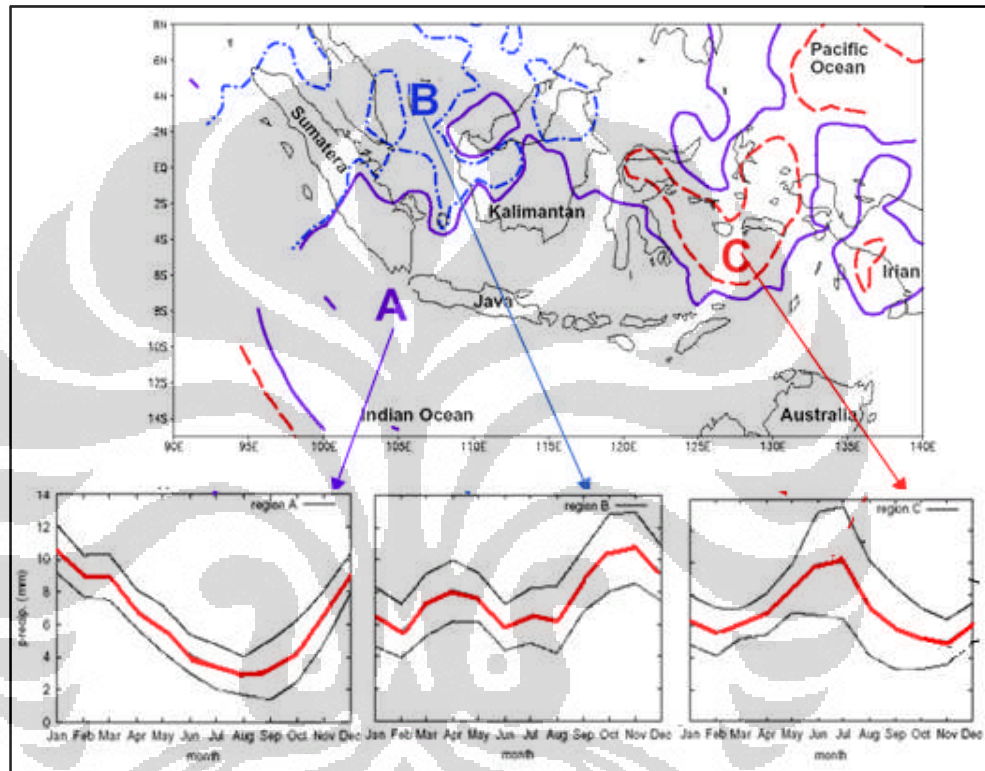 8N
6N
4N
2N
EQ
2S
4S
6S
8S
10S
12S
14S
90E 95E 100E 105E 110E 115E 120E 125E 130E 135E 140E
Pacific
Ocean
B
Sumatera
Kalimantan
C
Irian
A
Java
Indian Ocean
Australia
14
12
10
8
6
4
2
0
precip. (mm)
region A
region B
region C
Jan Feb Mar Apr May Jun Jul Aug Sep Oct Nov Dec
month
Jan Feb Mar Apr May Jun Jul Aug Sep Oct Nov Dec
month
Jan Feb Mar Apr May Jun Jul Aug Sep Oct Nov Dec
month